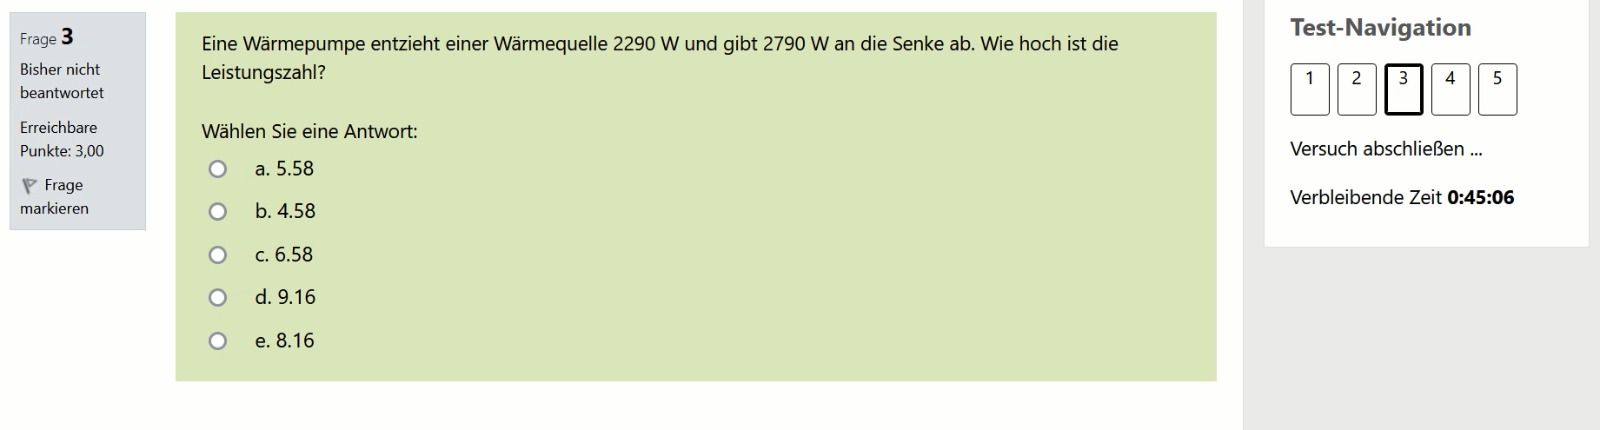 Frage 3
Bisher nicht
beantwortet
Erreichbare
Punkte: 3,00
Frage
markieren
Eine Wärmepumpe entzieht einer Wärmequelle 2290 W und gibt 2790 W an die Senke ab. Wie hoch ist die
Leistungszahl?
Wählen Sie eine Antwort:
a. 5.58
b. 4.58
c. 6.58
d. 9.16
e. 8.16
Test-Navigation
1 2 3 4 5
Versuch abschließen ...
Verbleibende Zeit 0:45:06